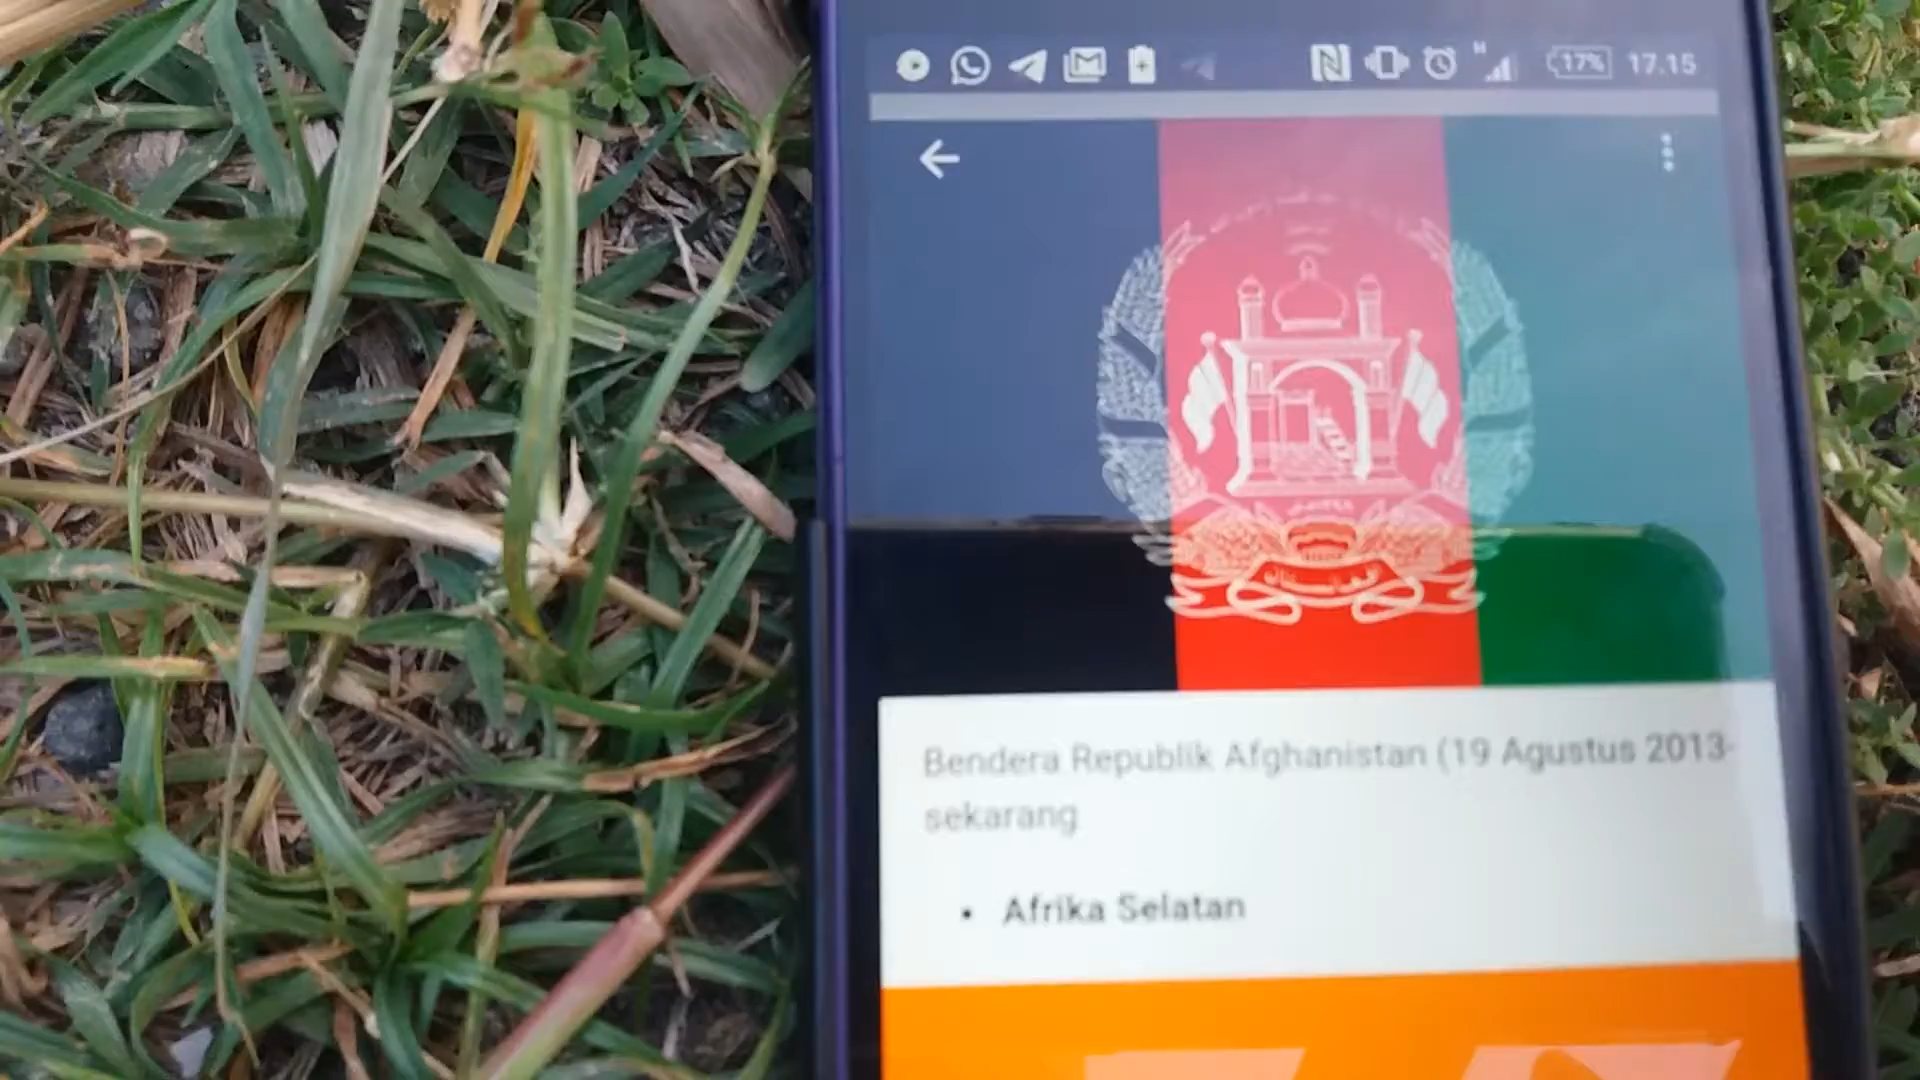 17% 17.15
Bendera Republik Afghanistan (19 Agustus 2013-
sekarang
• Afrika Selatan